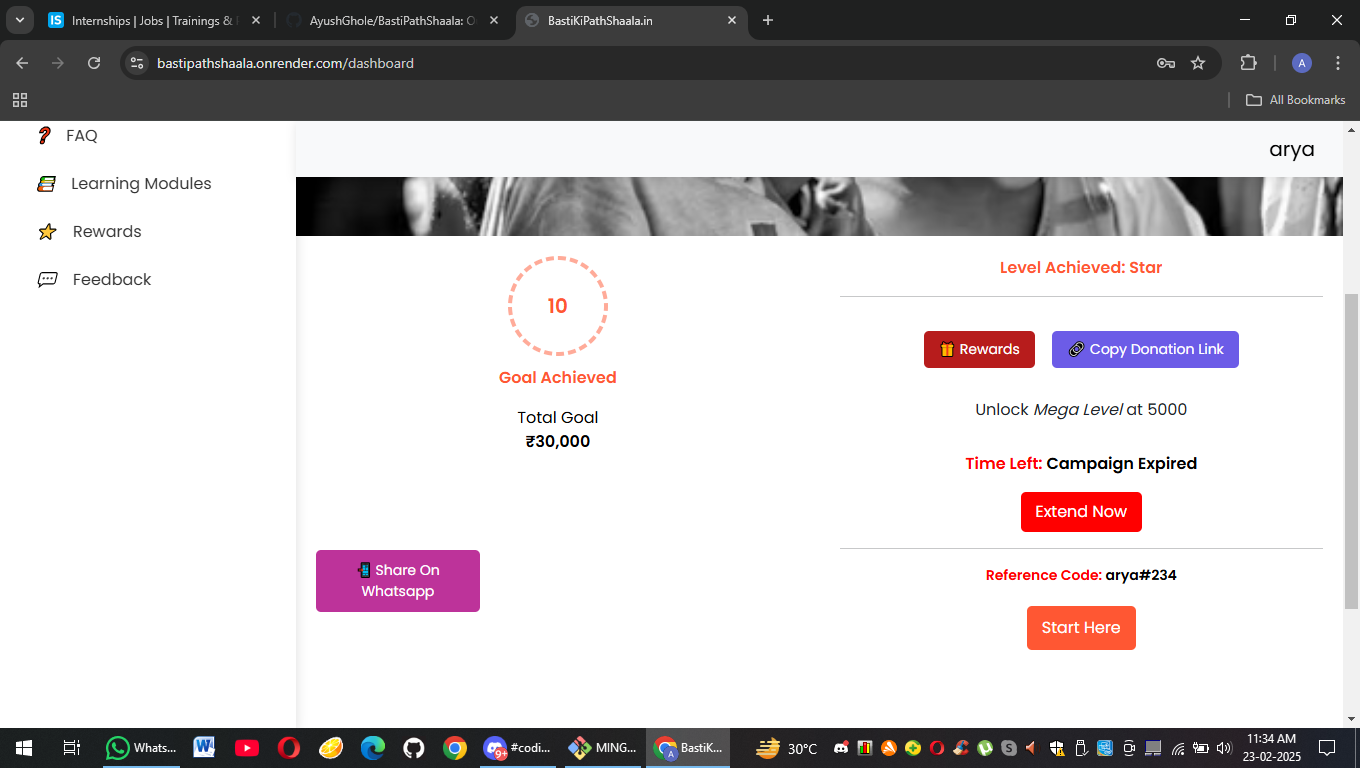 Internships | Jobs | Trainings &
AyushGhole/BastiPathShaala: O
BastiKiPathShaala.in
bastipathshaala.onrender.com/dashboard
A
All Bookmarks
FAQ
Learning Modules
Rewards
Feedback
arya
10
Goal Achieved
Total Goal
₹30,000
Share On
Whatsapp
Level Achieved: Star
Rewards
Copy Donation Link
Unlock Mega Level at 5000
Time Left: Campaign Expired
Extend Now
Reference Code: arya#234
Start Here
Whats...
#codi...
MING...
BastiK...
30°C
11:34 AM
23-02-2025